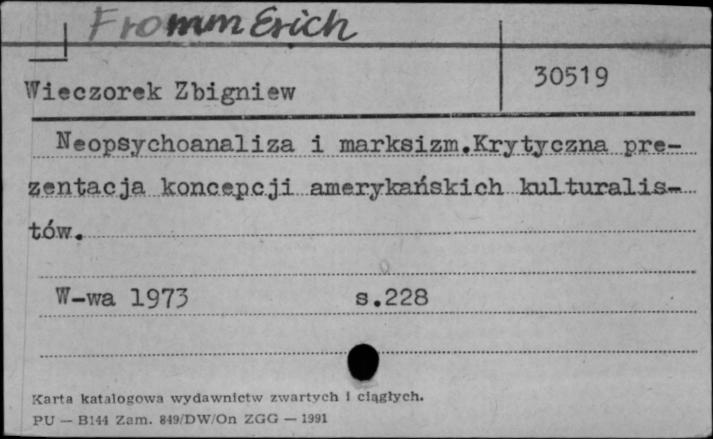 Fromm Erich
Wieczorek Zbigniew
30519
Neopsychoanaliza i marksizm.Krytyczna pre-
zentacja koncepcji amerykańskich kulturalis-
tów.
W-wa 1973 s.228
Karta katalogowa wydawnictw zwartych i ciągłych.
PU — B144 Zam. 849/DW/On ZGG — 1991